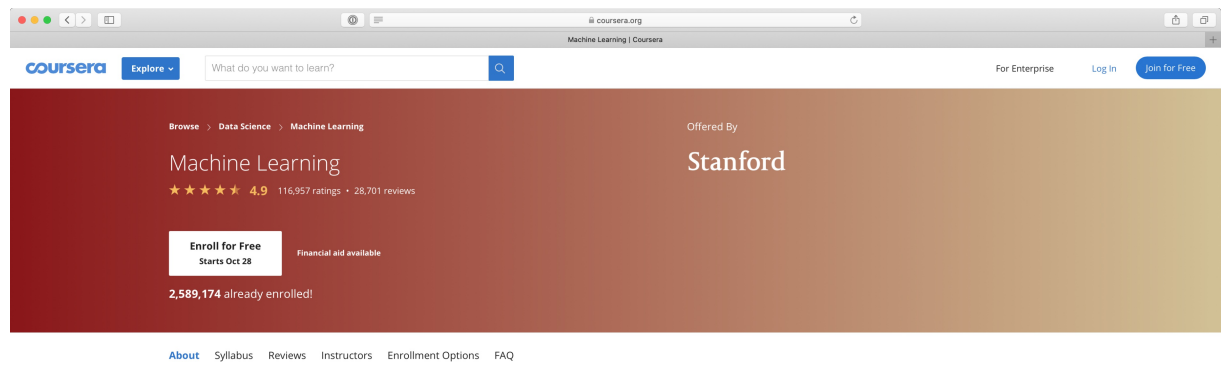 coursera.org
Machine Learning | Coursera
coursera Explore What do you want to learn? For Enterprise Log In Join for Free
Browse > Data Science > Machine Learning
Offered By
Machine Learning
Stanford
4.9 116,957 ratings • 28,701 reviews
Enroll for Free
Starts Oct 28
Financial aid available
2,589,174 already enrolled!
About Syllabus Reviews Instructors Enrollment Options FAQ